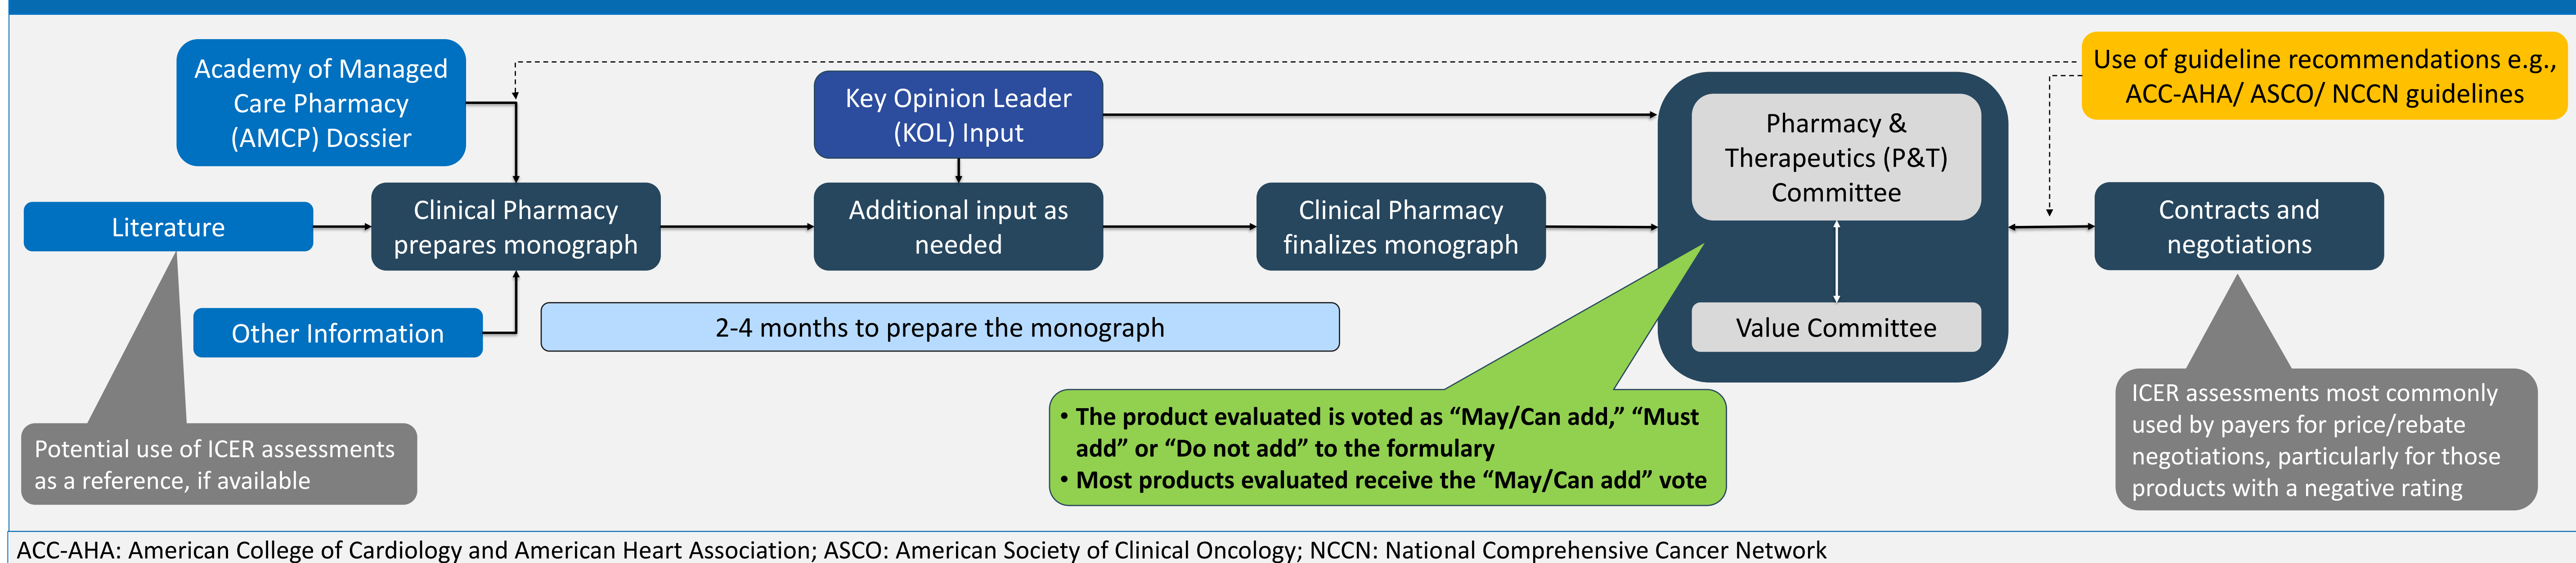 Academy of Managed
Care Pharmacy
(AMCP) Dossier
Key Opinion Leader
(KOL) Input
Pharmacy &
Therapeutics (P&T)
Committee
Use of guideline recommendations e.g.,
ACC-AHA/ ASCO/ NCCN guidelines
Literature
Clinical Pharmacy
prepares monograph
Additional input as
needed
Clinical Pharmacy
finalizes monograph
Contracts and
negotiations
Other Information
2-4 months to prepare the monograph
Value Committee
Potential use of ICER assessments
as a reference, if available
• The product evaluated is voted as “May/Can add,” “Must
add” or “Do not add” to the formulary
• Most products evaluated receive the “May/Can add” vote
ICER assessments most commonly
used by payers for price/rebate
negotiations, particularly for those
products with a negative rating
ACC-AHA: American College of Cardiology and American Heart Association; ASCO: American Society of Clinical Oncology; NCCN: National Comprehensive Cancer Network